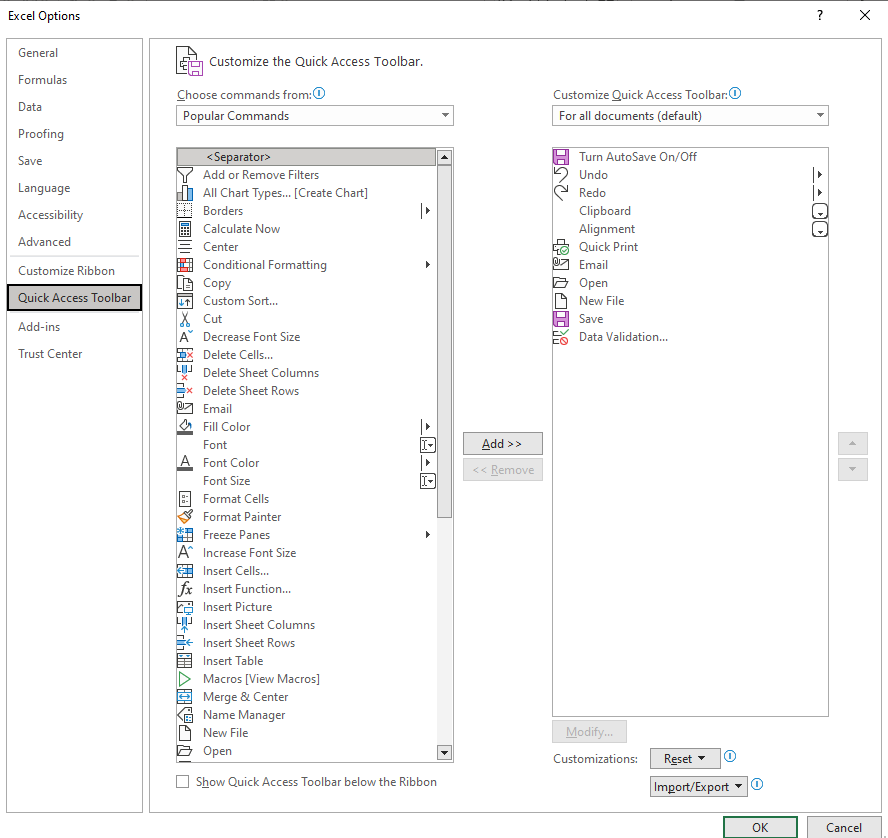 Excel Options
?
General
Formulas
Data
Proofing
Save
Language
Accessibility
Advanced
Customize Ribbon
Quick Access Toolbar
Add-ins
Trust Center
Customize the Quick Access Toolbar.
Choose commands from:
Popular Commands
<Separator>
Add or Remove Filters
All Chart Types... [Create Chart]
Borders
Calculate Now
Center
Conditional Formatting
Copy
Custom Sort...
Cut
Decrease Font Size
Delete Cells...
Delete Sheet Columns
Delete Sheet Rows
Email
Fill Color
Font
Font Color
Font Size
Format Cells
Format Painter
Freeze Panes
Increase Font Size
Insert Cells...
Insert Function...
Insert Picture
Insert Sheet Columns
Insert Sheet Rows
Insert Table
Macros [View Macros]
Merge & Center
Name Manager
New File
Open
Show Quick Access Toolbar below the Ribbon
Add >>
<< Remove
Customize Quick Access Toolbar:
For all documents (default)
Turn AutoSave On/Off
Undo
Redo
Clipboard
Alignment
Quick Print
Email
Open
New File
Save
Data Validation...
Modify...
Customizations:
Reset
Import/Export
OK
Cancel